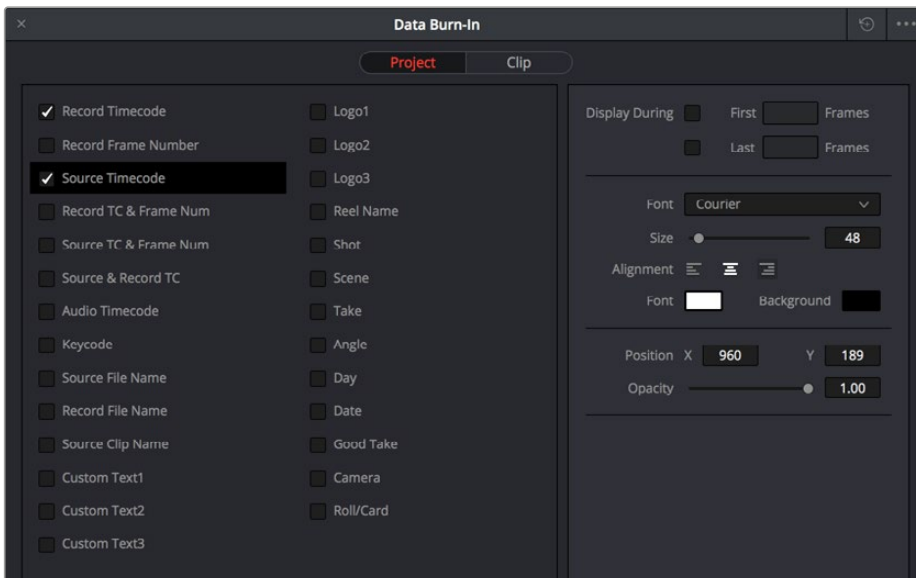 Data Burn-In
Project Clip
Record Timecode
Record Frame Number
Source Timecode
Record TC & Frame Num
Source TC & Frame Num
Source & Record TC
Audio Timecode
Keycode
Source File Name
Record File Name
Source Clip Name
Custom Text1
Custom Text2
Custom Text3
Logo1
Logo2
Logo3
Reel Name
Shot
Scene
Take
Angle
Day
Date
Good Take
Camera
Roll/Card
Display During First Frames
Last Frames
Font Courier
Size 48
Alignment
Font Background
Position X 960 Y 189
Opacity 1.00